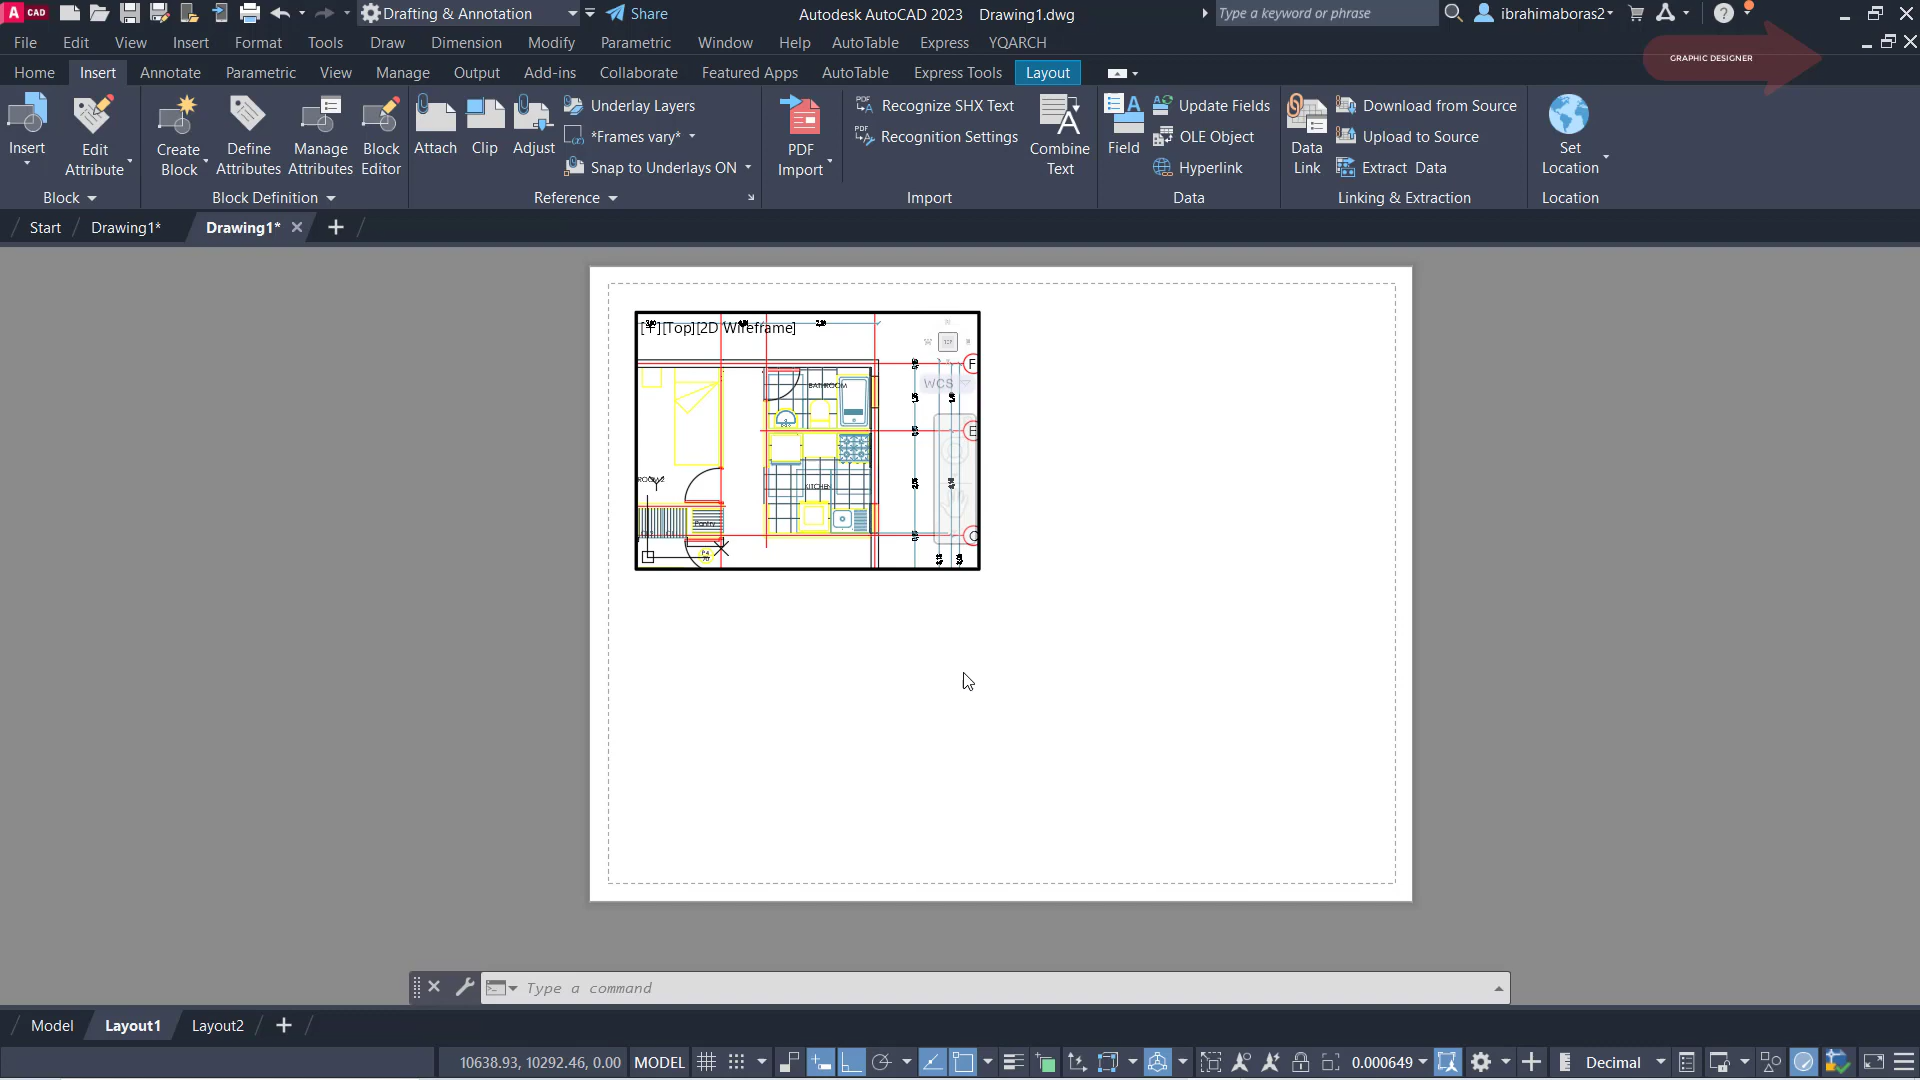 A CAD Drafting & Annotation Share Autodesk AutoCAD 2023 Drawing1.dwg Type a keyword or phrase ibrahimaboras2
File Edit View Insert Format Tools Draw Dimension Modify Parametric Window Help AutoTable Express YQARCH
GRAPHIC DESIGNER
Home Insert Annotate Parametric View Manage Output Add-ins Collaborate Featured Apps AutoTable Express Tools Layout
Insert
Edit
Attribute
Create
Block
Define
Attributes
Manage
Attributes
Block
Editor
Attach Clip Adjust
Underlay Layers
*Frames vary*
Snap to Underlays ON
PDF
Import
PDF A Recognize SHX Text
PDF Recognition Settings
Combine
Text
Field
Update Fields
OLE Object
Hyperlink
Data
Link
Download from Source
Upload to Source
Extract Data
Set
Location
Block Block Definition Reference Import Data Linking & Extraction Location
Start Drawing1* Drawing1*
[+][Top][2D Wireframe]
TOP
F
WCS
BATHROOM
E
KITCHEN
Pantry
C
Type a command
Model Layout1 Layout2
10638.93, 10292.46, 0.00 MODEL 0.000649 Decimal